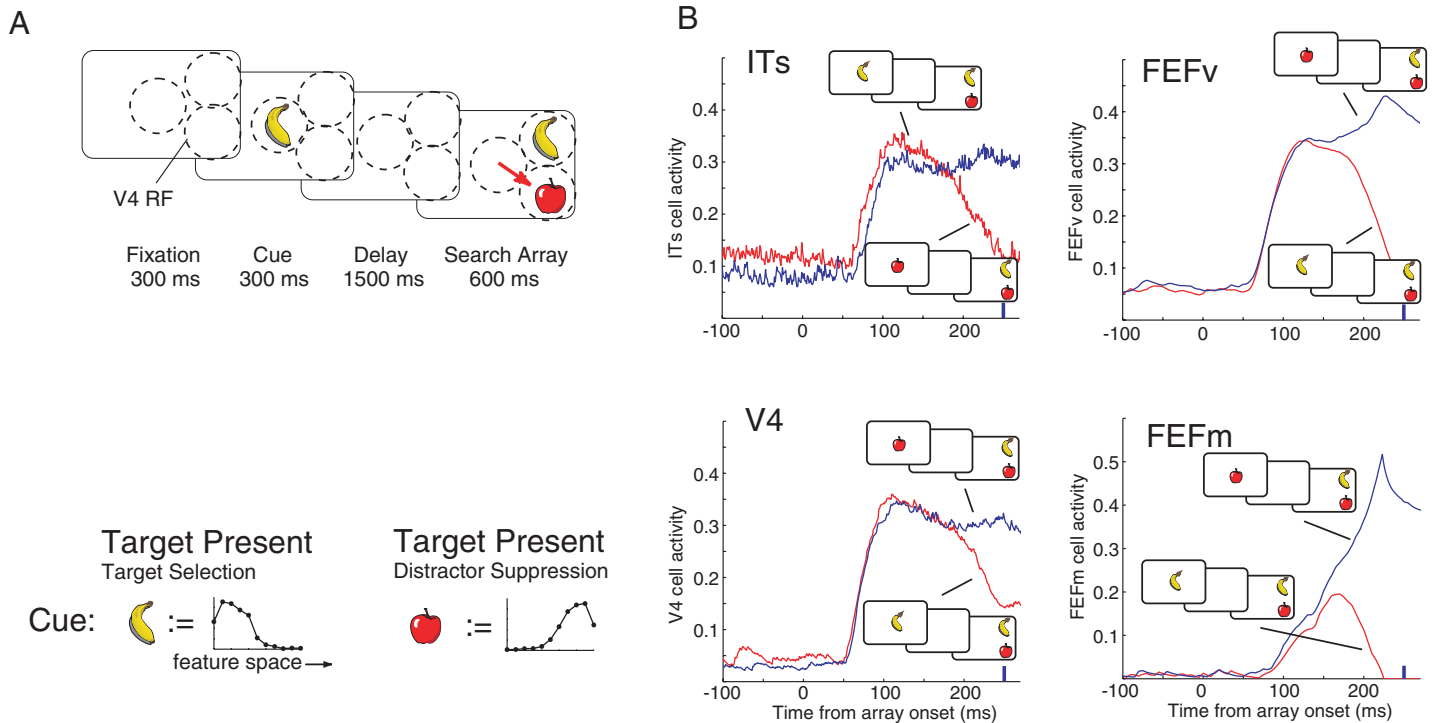 A
V4 RF
Fixation
300 ms
Cue
300 ms
Delay
1500 ms
Search Array
600 ms
Target Present
Target Selection
Target Present
Distractor Suppression
Cue:
:=
:=
feature space
B
ITs
ITs cell activity
0.4
0.3
0.2
0.1
-100
0
100
200
FEFv
FEFv cell activity
0.4
0.3
0.2
0.1
-100
0
100
200
V4
V4 cell activity
0.4
0.3
0.2
0.1
-100
0
100
200
Time from array onset (ms)
FEFm
FEFm cell activity
0.5
0.4
0.3
0.2
0.1
-100
0
100
200
Time from array onset (ms)